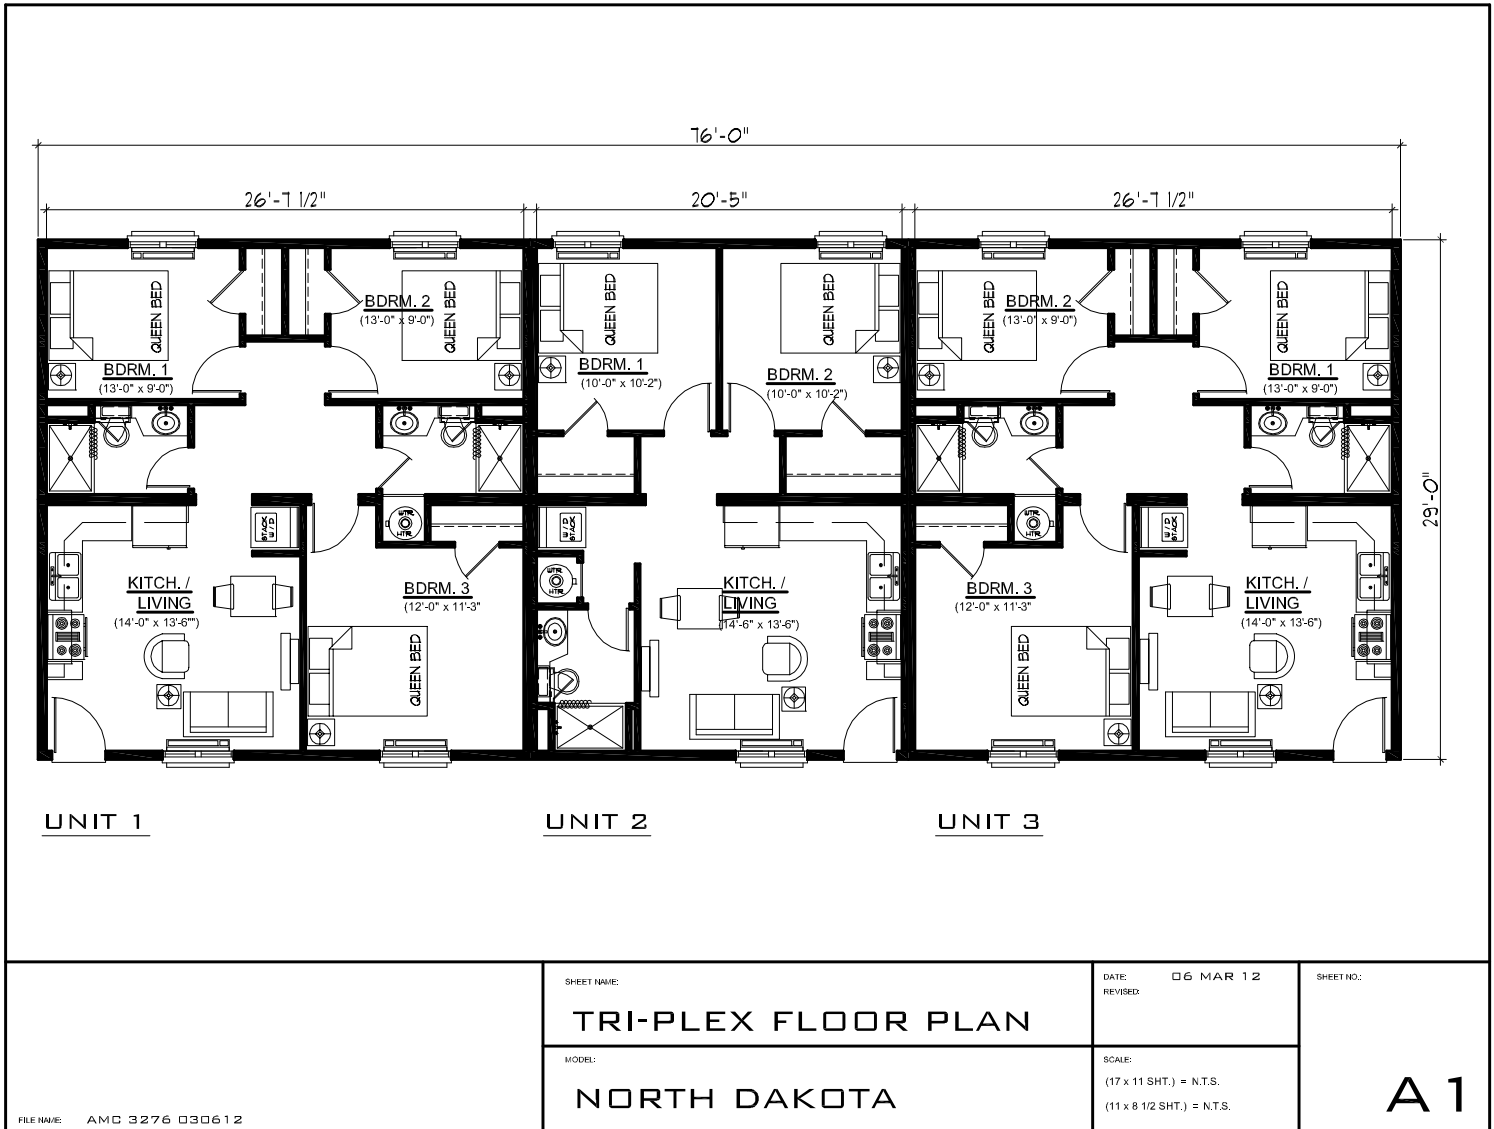 76'-0"
26'-7 1/2"
20'-5"
26'-7 1/2"
QUEEN BED
BDRM. 1
(13'-0" x 9'-0")
BDRM. 2
(13'-0" x 9'-0")
QUEEN BED
QUEEN BED
BDRM. 1
(10'-0" x 10'-2")
QUEEN BED
BDRM. 2
(10'-0" x 10'-2")
QUEEN BED
BDRM. 2
(13'-0" x 9'-0")
QUEEN BED
BDRM. 1
(13'-0" x 9'-0")
29'-0"
STACK
W / D
WTR.
HTR.
KITCH. /
LIVING
(14'-0" x 13'-6"")
BDRM. 3
(12'-0" x 11'-3"
QUEEN BED
W / D
STACK
WTR.
HTR.
KITCH. /
LIVING
(14'-6" x 13'-6")
WTR.
HTR.
BDRM. 3
(12'-0" x 11'-3"
QUEEN BED
W / D
STACK
KITCH. /
LIVING
(14'-0" x 13'-6")
UNIT 1
UNIT 2
UNIT 3
SHEET NAME:
TRI-PLEX FLOOR PLAN
DATE: 06 MAR 12
REVISED:
SHEET NO.:
MODEL:
NORTH DAKOTA
SCALE:
(17 x 11 SHT.) = N.T.S.
(11 x 8 1/2 SHT.) = N.T.S.
A1
FILE NAME: AMC 3276 030612